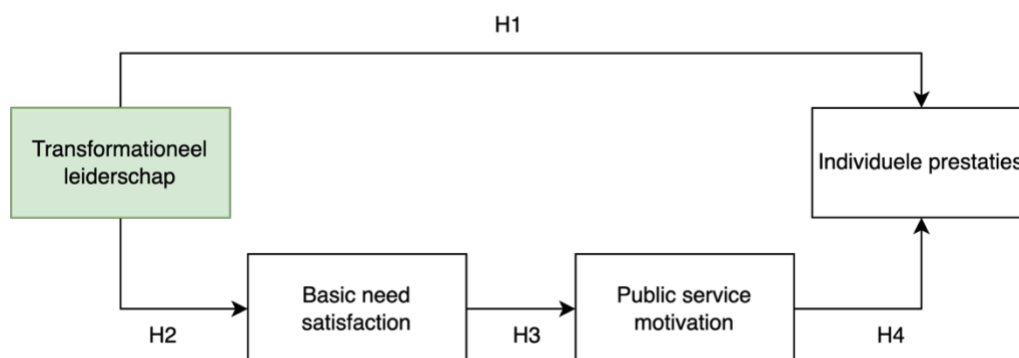 H1
Transformationeel
leiderschap
Individuele prestaties
Basic need
satisfaction
Public service
motivation
H2
H3
H4